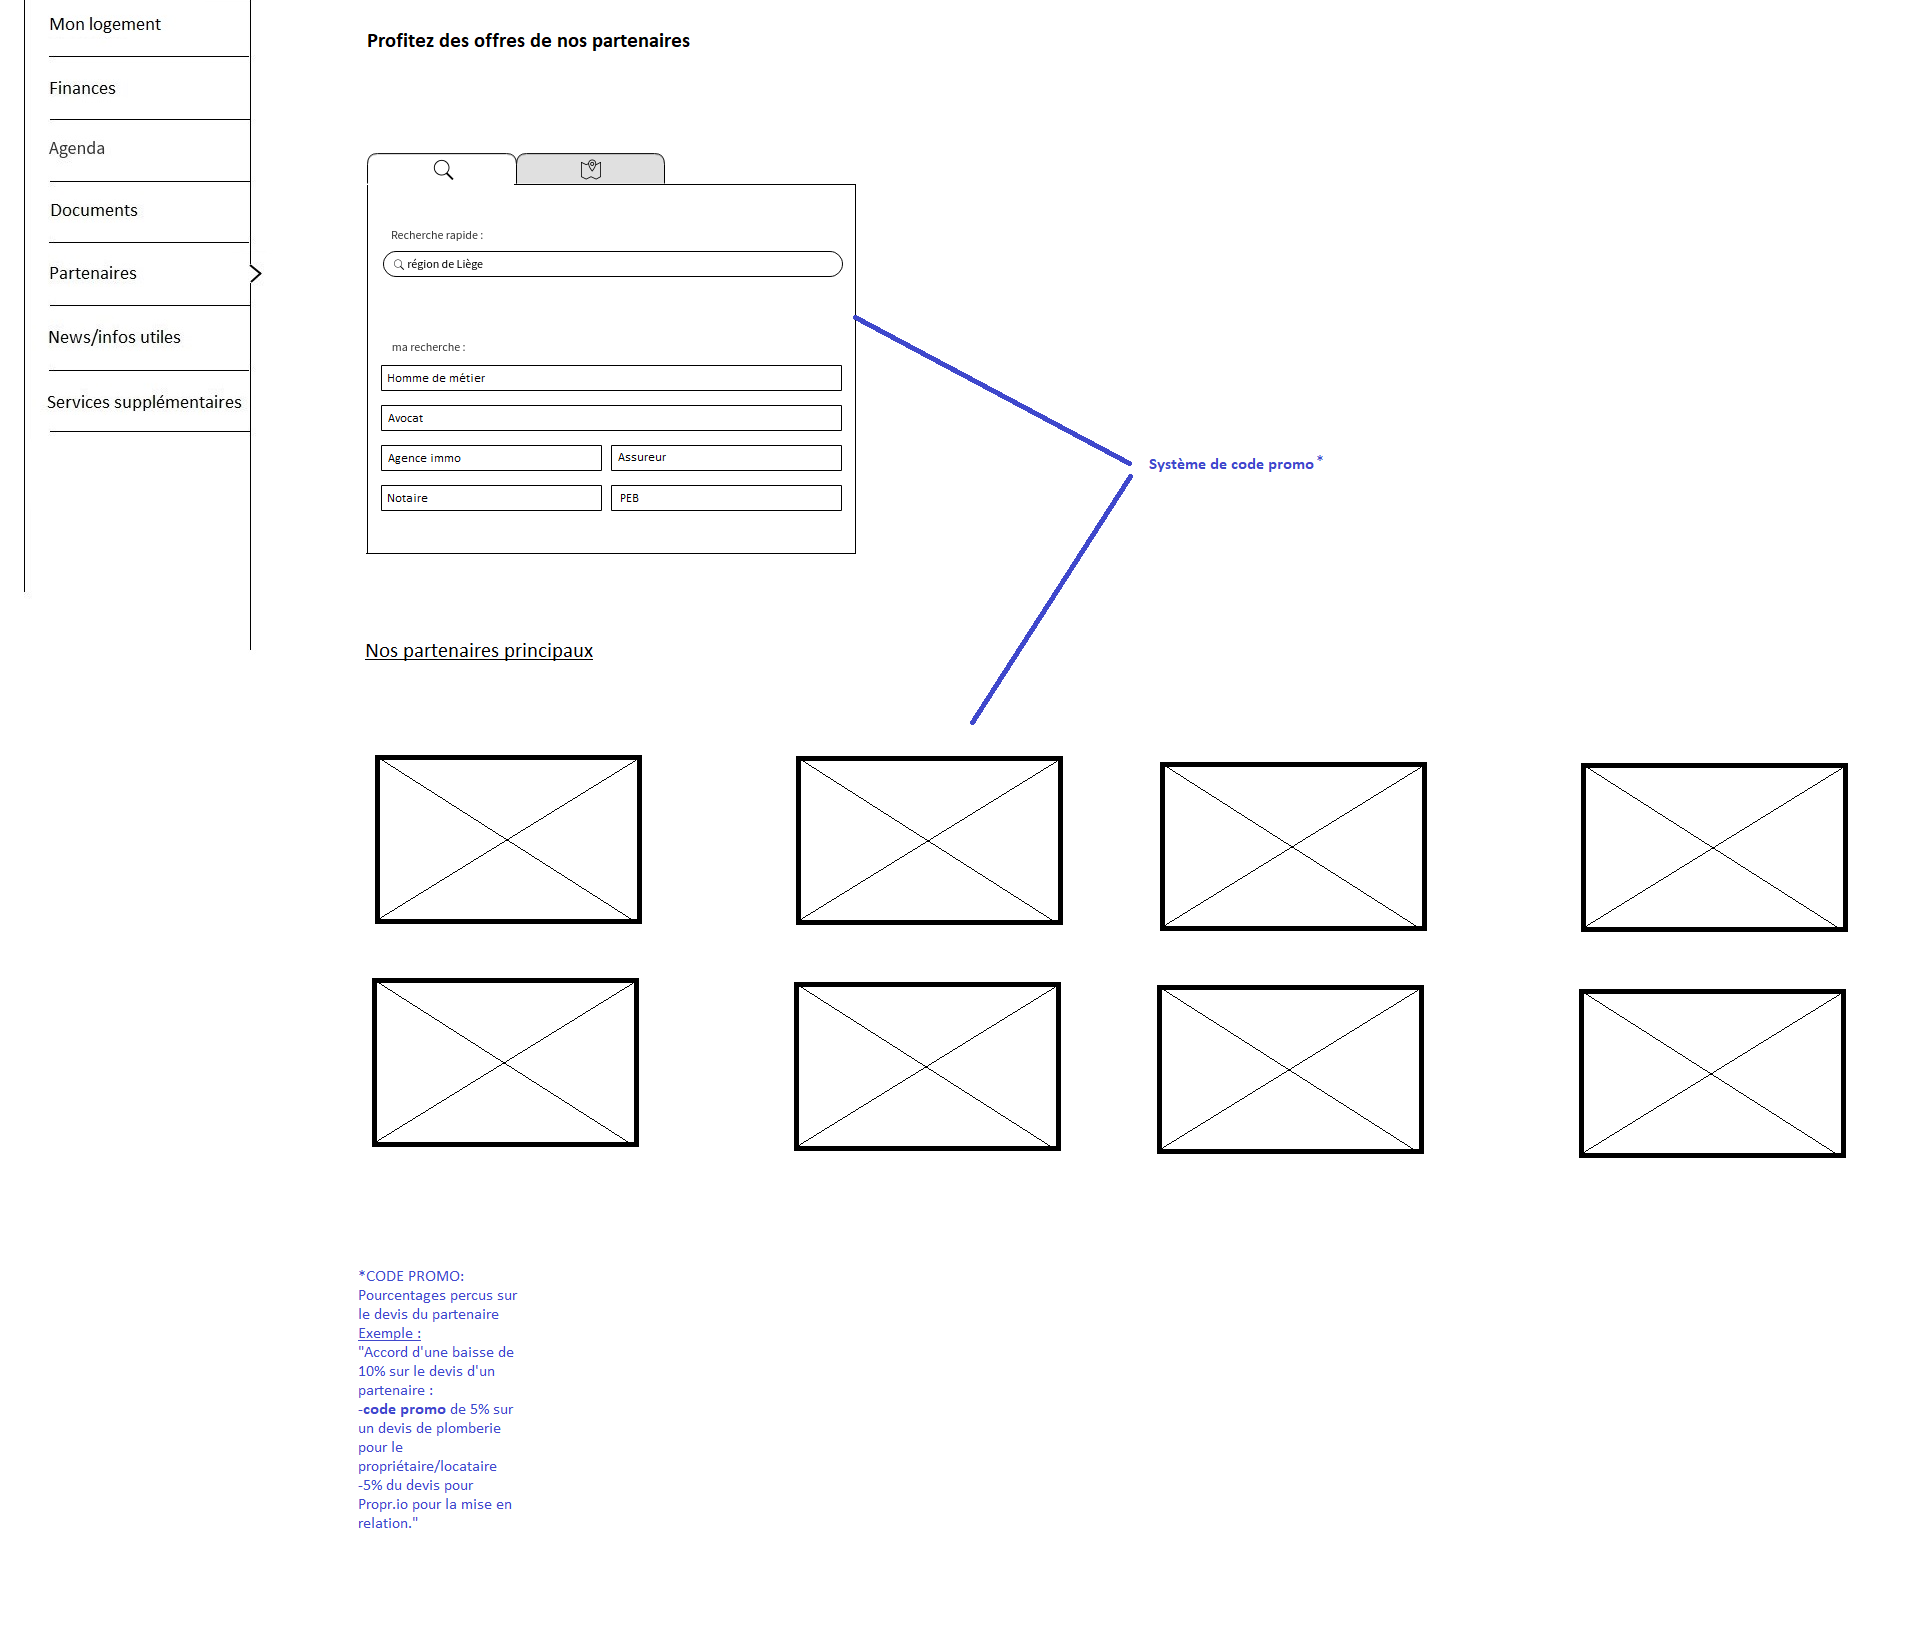 Mon logement
Finances
Agenda
Documents
Partenaires
News/infos utiles
Services supplémentaires
Profitez des offres de nos partenaires
Recherche rapide :
région de Liège
ma recherche :
Homme de métier
Avocat
Agence immo
Assureur
Notaire
PEB
Système de code promo *
Nos partenaires principaux
*CODE PROMO:
Pourcentages percus sur
le devis du partenaire
Exemple :
"Accord d'une baisse de
10% sur le devis d'un
partenaire :
-code promo de 5% sur
un devis de plomberie
pour le
propriétaire/locataire
-5% du devis pour
Propr.io pour la mise en
relation."